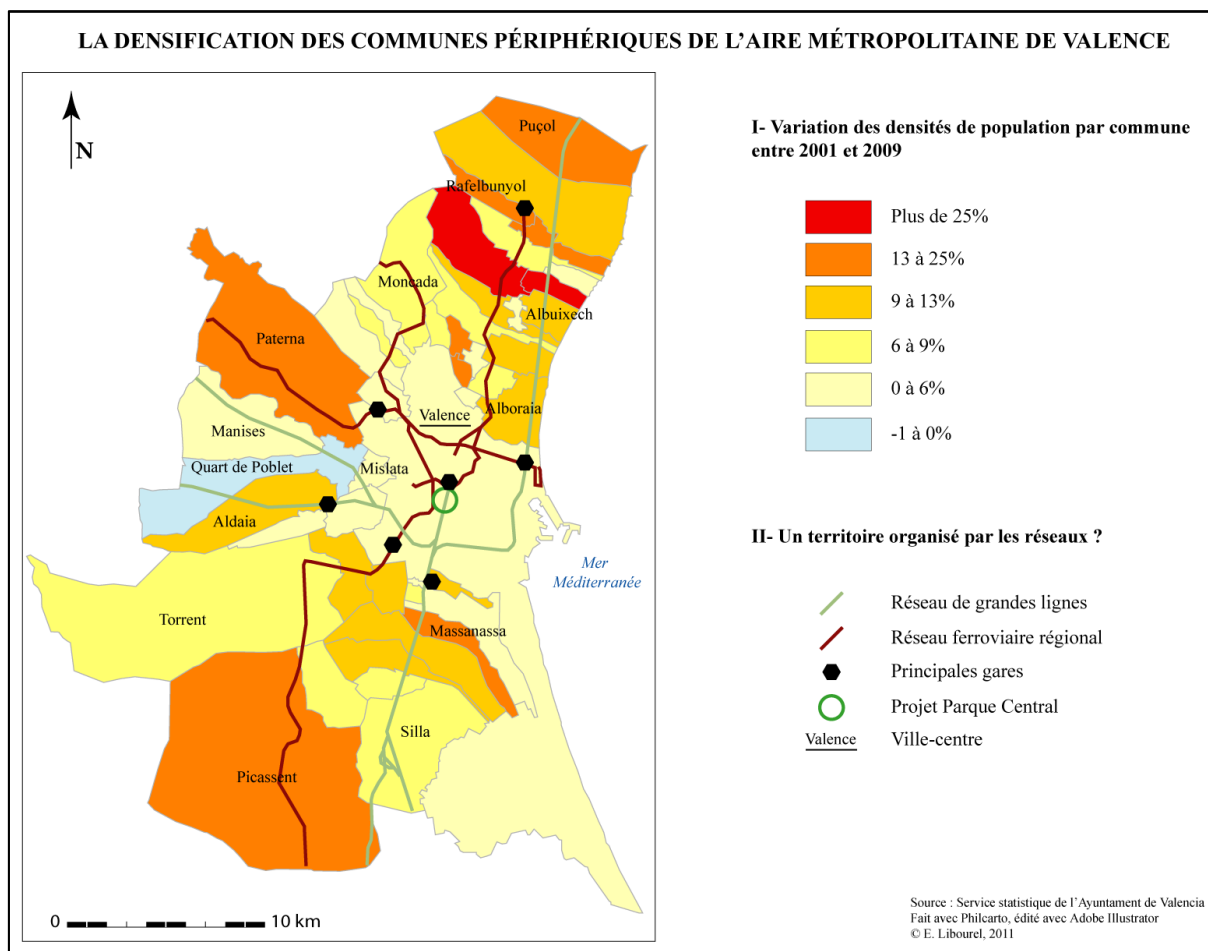 LA DENSIFICATION DES COMMUNES PÉRIPHÉRIQUES DE L'AIRE MÉTROPOLITAINE DE VALENCE
N
Puçol
Rafelbunyol
Moncada
Albuixech
Paterna
Alboraia
Valence
Manises
Mislata
Quart de Poblet
Aldaia
Mer
Méditerranée
Torrent
Massanassa
Silla
Picassent
0 10 km
I- Variation des densités de population par commune
entre 2001 et 2009
Plus de 25%
13 à 25%
9 à 13%
6 à 9%
0 à 6%
-1 à 0%
II- Un territoire organisé par les réseaux ?
Réseau de grandes lignes
Réseau ferroviaire régional
Principales gares
Projet Parque Central
Valence Ville-centre
Source : Service statistique de l'Ayuntament de Valencia
Fait avec Philcarto, édité avec Adobe Illustrator
© E. Libourel, 2011